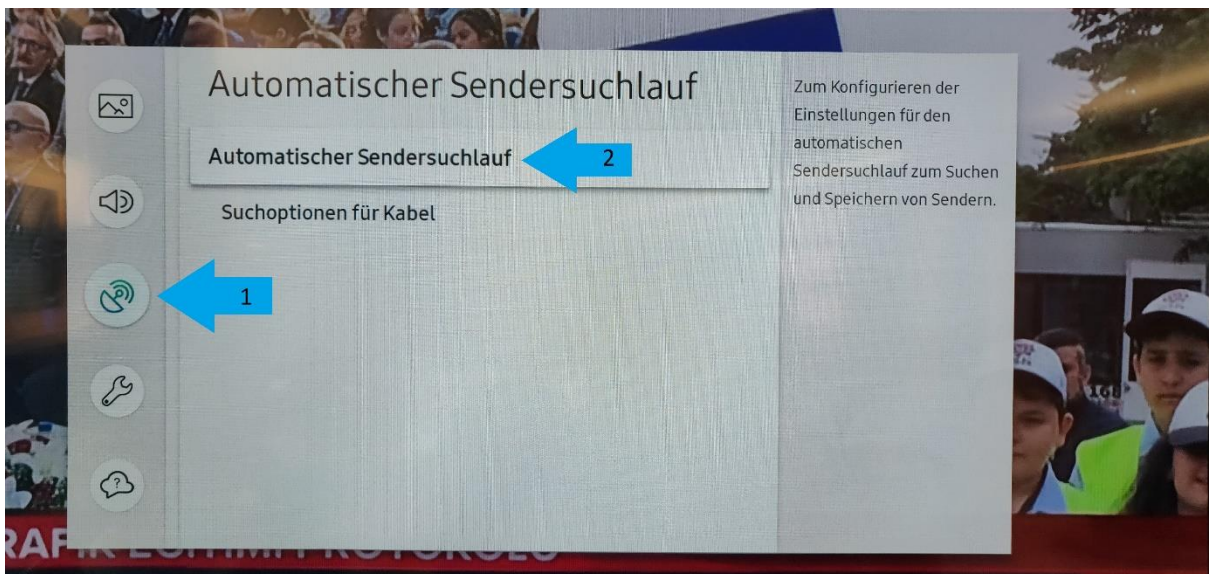 Automatischer Sendersuchlauf
Automatischer Sendersuchlauf
2
Suchoptionen für Kabel
1
Zum Konfigurieren der
Einstellungen für den
automatischen
Sendersuchlauf zum Suchen
und Speichern von Sendern.
?
168